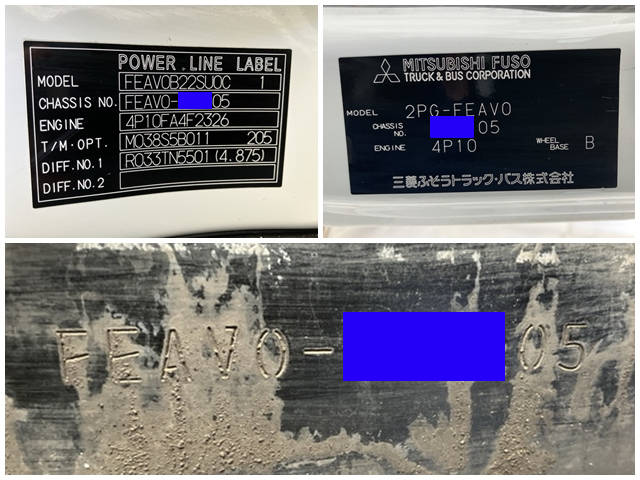 POWER LINE LABEL
MODEL FEAV0B22SU0C 1
CHASSIS NO. FEAV0- 05
ENGINE 4P10FA4F2326
T/M·OPT. M038S5B011 205
DIFF.NO.1 R033TN5501(4.875)
DIFF.NO.2
MITSUBISHI FUSO
TRUCK & BUS CORPORATION
MODEL 2PG-FEAV0
CHASSIS NO. 05
ENGINE 4P10 WHEEL BASE B
三菱ふそうトラック・バス株式会社
FEAV0- 05